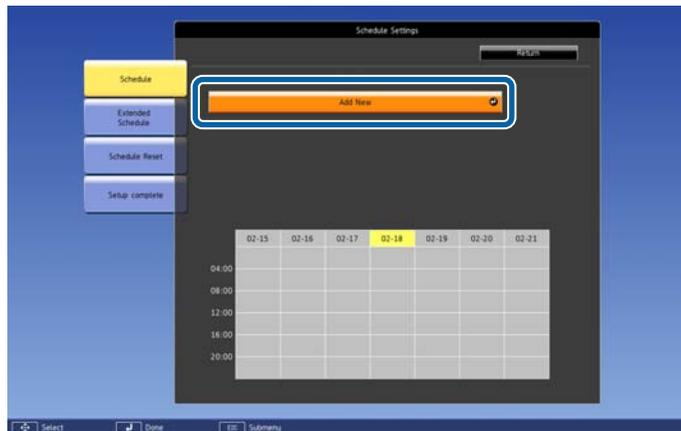 Schedule Settings
Return
Schedule
Add New
Extended
Schedule
Schedule Reset
Setup complete
02-15 02-16 02-17 02-18 02-19 02-20 02-21
04:00
08:00
12:00
16:00
20:00
Select Done Esc Submenu